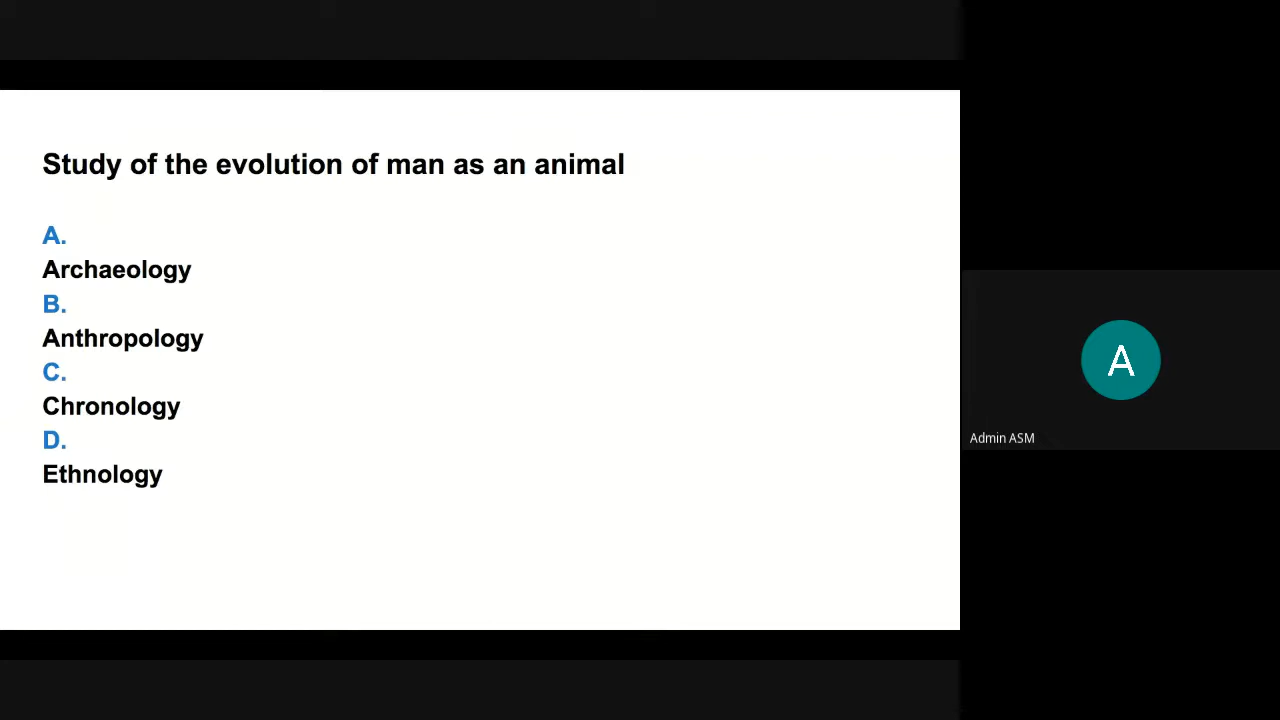 Study of the evolution of man as an animal
A.
Archaeology
B.
Anthropology
C.
Chronology
D.
Ethnology
A
Admin ASM